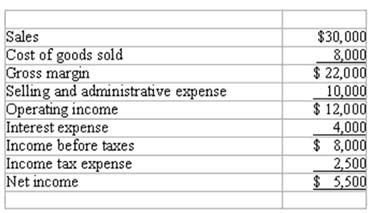 Sales $30,000
Cost of goods sold 8,000
Gross margin $ 22,000
Selling and administrative expense 10,000
Operating income $ 12,000
Interest expense 4,000
Income before taxes $ 8,000
Income tax expense 2,500
Net income $ 5,500